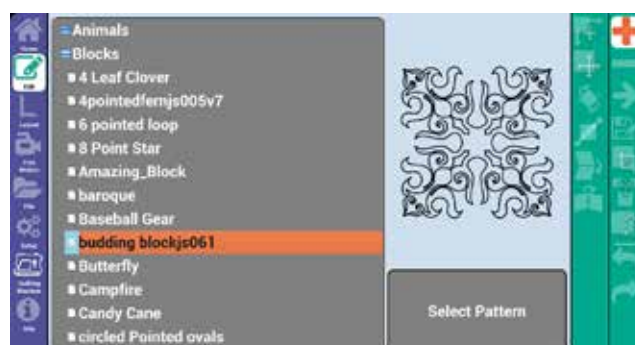 Animals
Blocks
4 Leaf Clover
4pointedfernjs005v7
6 pointed loop
8 Point Star
Amazing_Block
baroque
Baseball Gear
budding blockjs061
Butterfly
Campfire
Candy Cane
circled Pointed ovals
Select Pattern